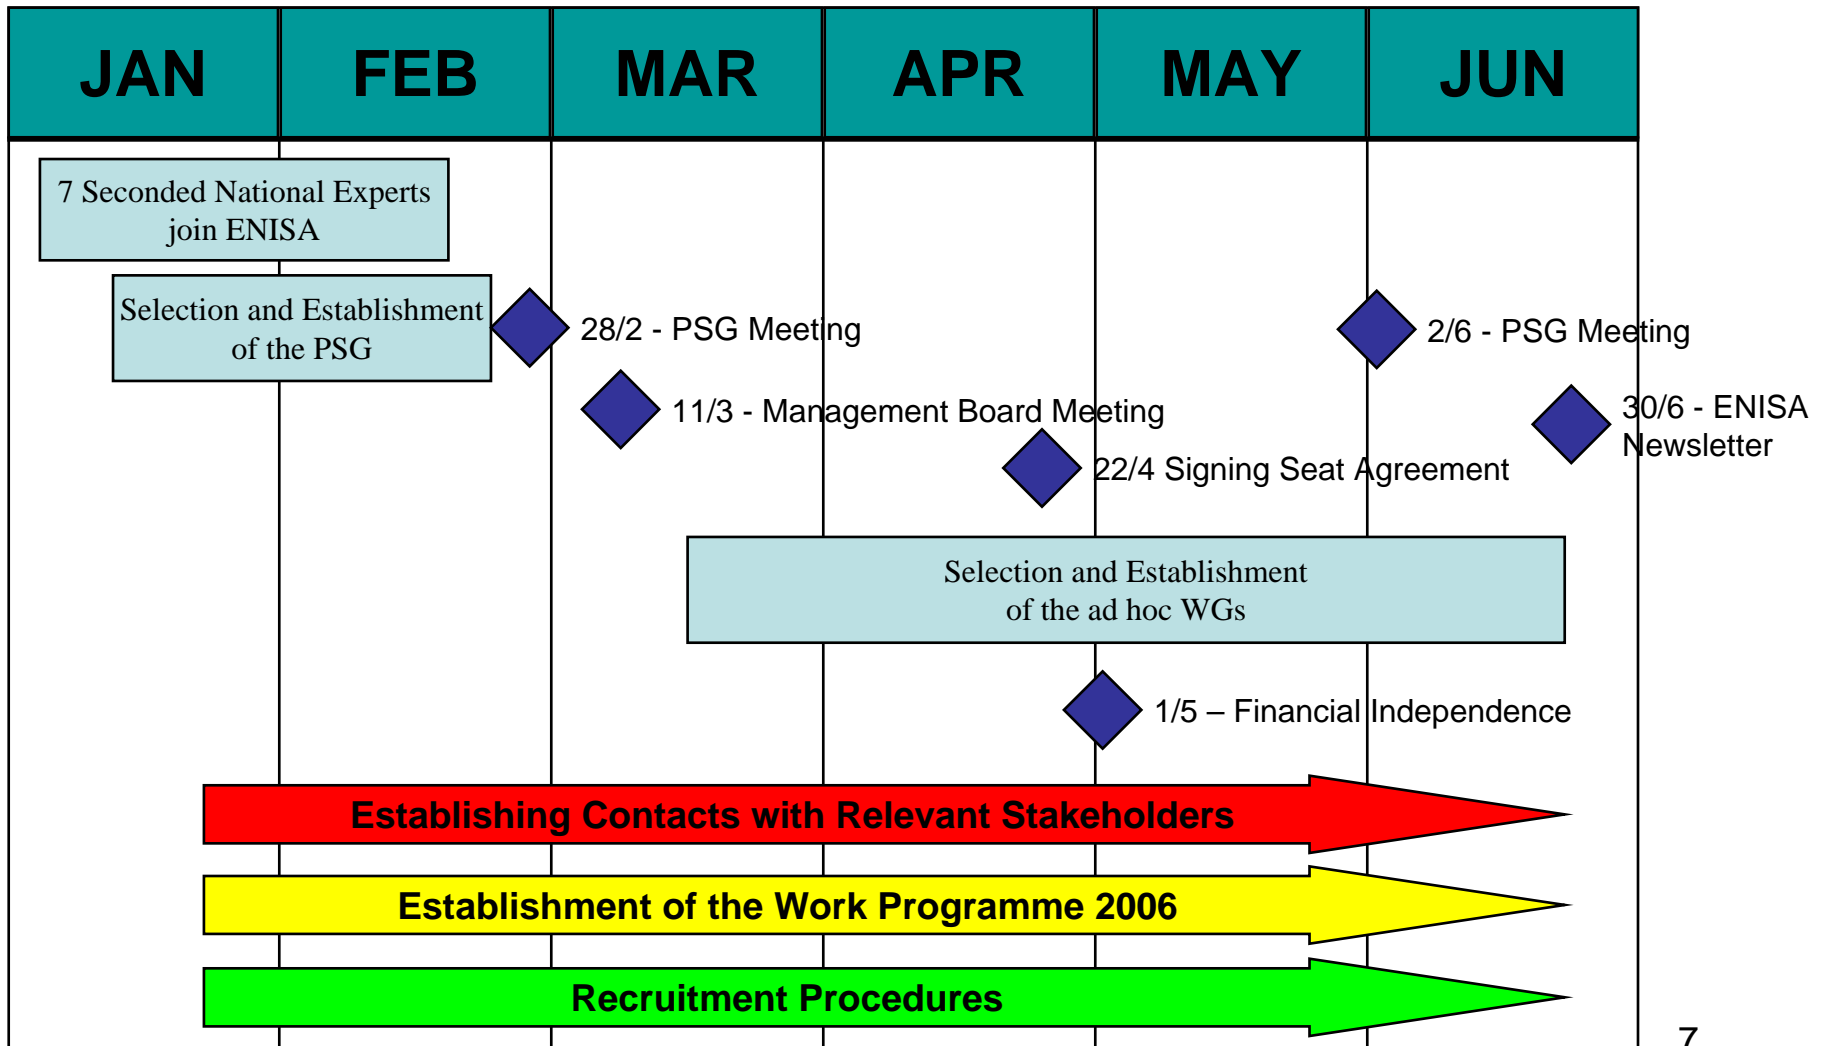 JAN FEB MAR APR MAY JUN
7 Seconded National Experts
join ENISA
Selection and Establishment
of the PSG
28/2 - PSG Meeting
2/6 - PSG Meeting
11/3 - Management Board Meeting
30/6 - ENISA
Newsletter
22/4 Signing Seat Agreement
Selection and Establishment
of the ad hoc WGs
1/5 – Financial Independence
Establishing Contacts with Relevant Stakeholders
Establishment of the Work Programme 2006
Recruitment Procedures
7